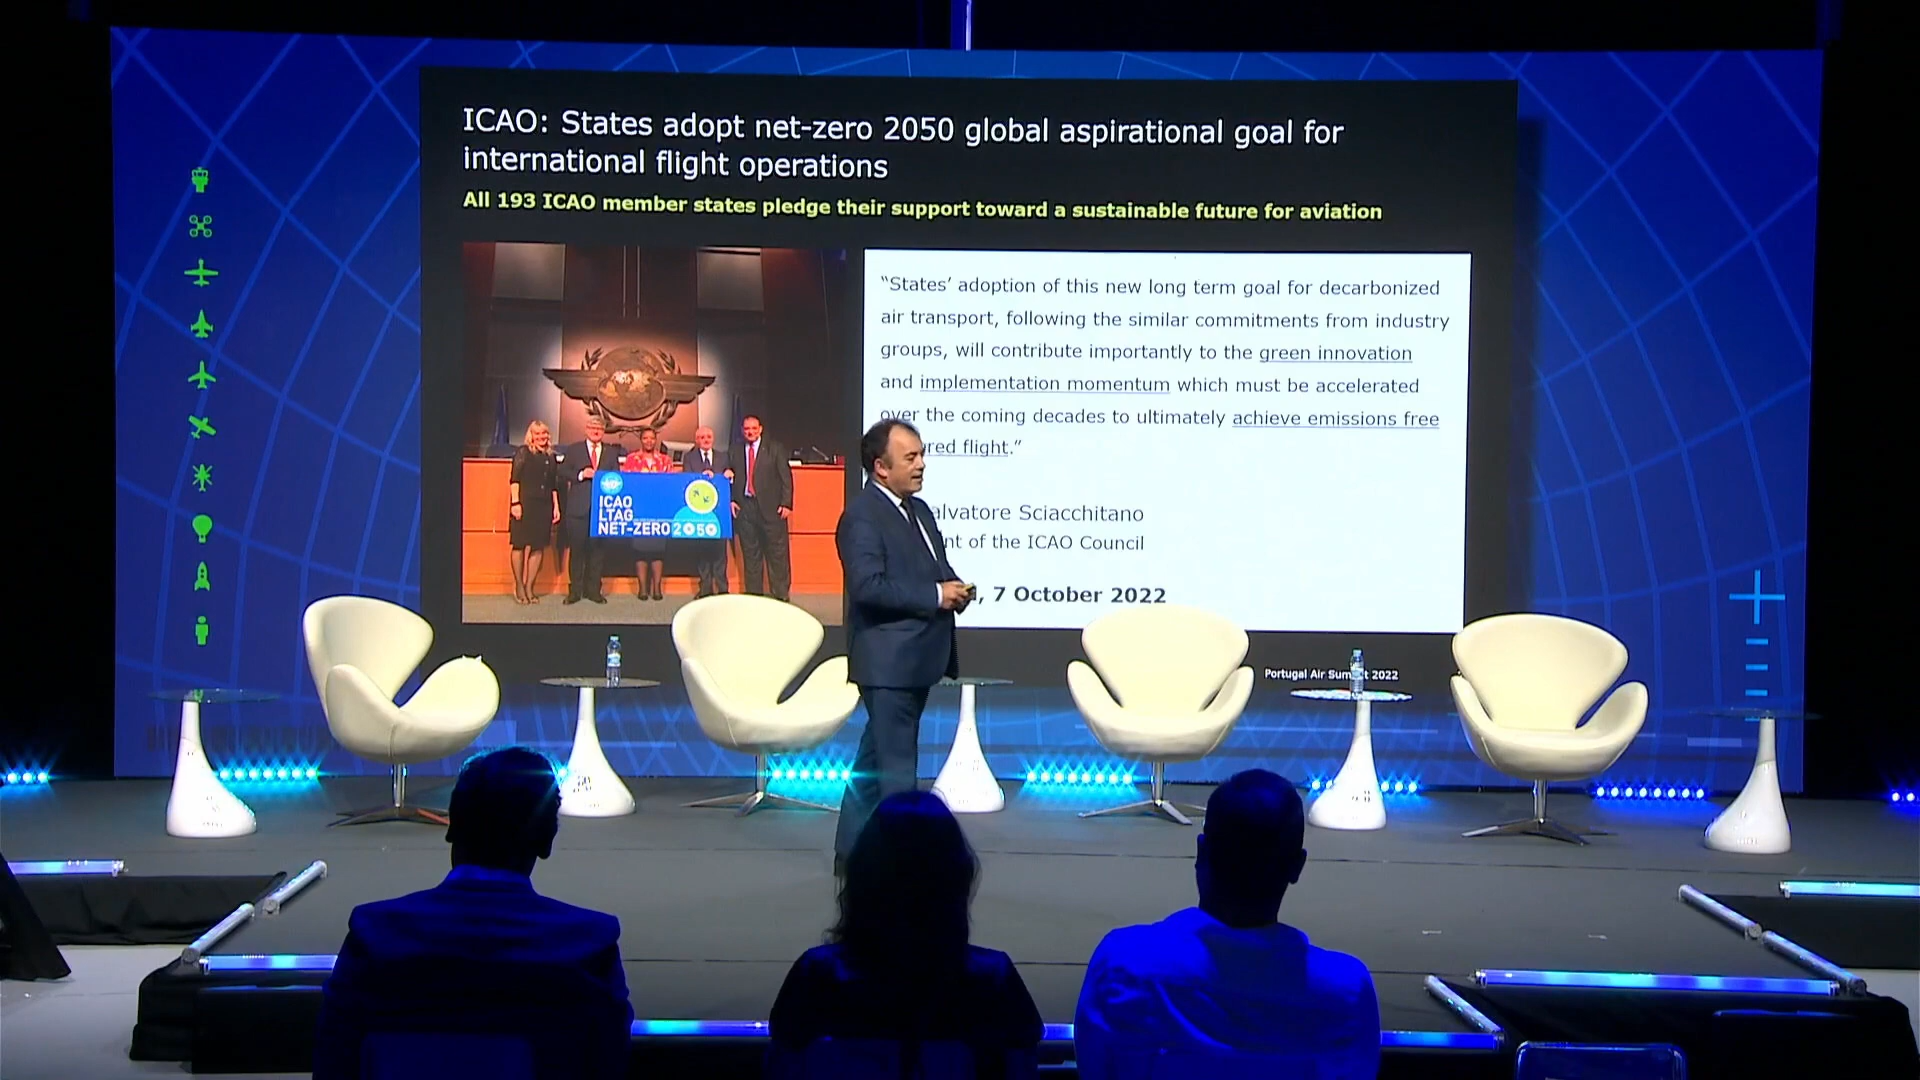 ICAO: States adopt net-zero 2050 global aspirational goal for
international flight operations
All 193 ICAO member states pledge their support toward a sustainable future for aviation
“States’ adoption of this new long term goal for decarbonized
air transport, following the similar commitments from industry
groups, will contribute importantly to the green innovation
and implementation momentum which must be accelerated
over the coming decades to ultimately achieve emissions free
flight.”
Sciacchitano
of the ICAO Council
7 October 2022
ICAO
LTAG
NET-ZERO 2050
Portugal Air 2022